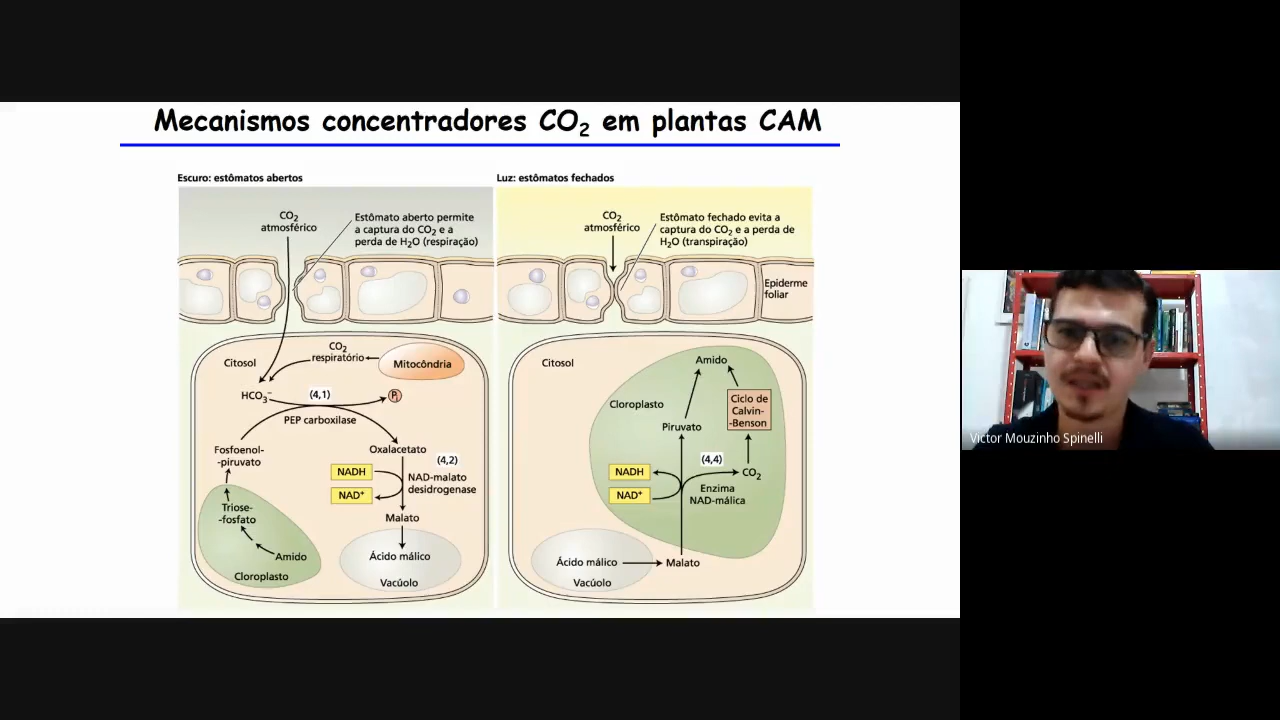 Mecanismos concentradores CO₂ em plantas CAM
Escuro: estômatos abertos
CO₂
atmosférico
Estômato aberto permite
a captura do CO₂ e a
perda de H₂O (respiração)
Citosol
CO₂
respiratório
Mitocôndria
HCO₃⁻
(4,1)
Pᵢ
PEP carboxilase
Fosfoenol-
-piruvato
Oxalacetato
(4,2)
NADH
NAD⁺
NAD-malato
desidrogenase
Triose-
-fosfato
Malato
Amido
Cloroplasto
Ácido málico
Vacúolo
Luz: estômatos fechados
CO₂
atmosférico
Estômato fechado evita a
captura do CO₂ e a perda de
H₂O (transpiração)
Epiderme
foliar
Citosol
Amido
Cloroplasto
Ciclo de
Calvin-
-Benson
Piruvato
(4,4)
NADH
NAD⁺
CO₂
Enzima
NAD-málica
Ácido málico
Malato
Vacúolo
Victor Mouzinho Spinelli